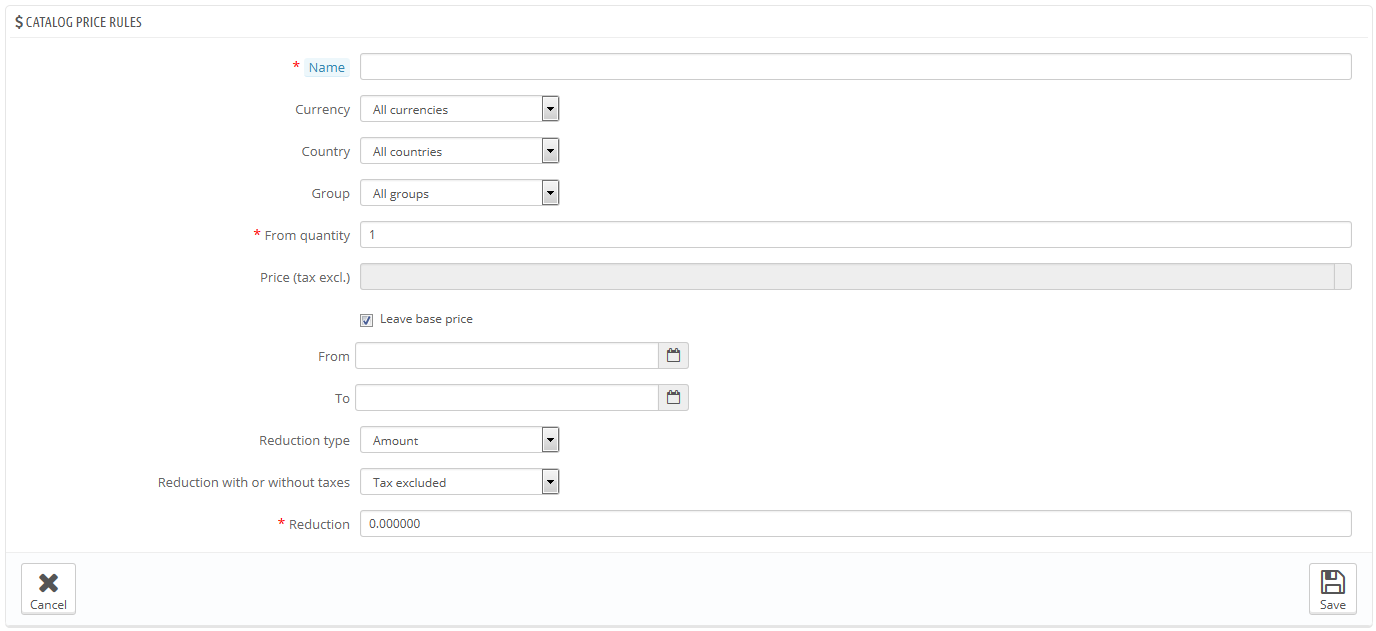 $ CATALOG PRICE RULES
* Name
Currency All currencies
Country All countries
Group All groups
* From quantity 1
Price (tax excl.)
Leave base price
From
To
Reduction type Amount
Reduction with or without taxes Tax excluded
* Reduction 0.000000
Cancel Save